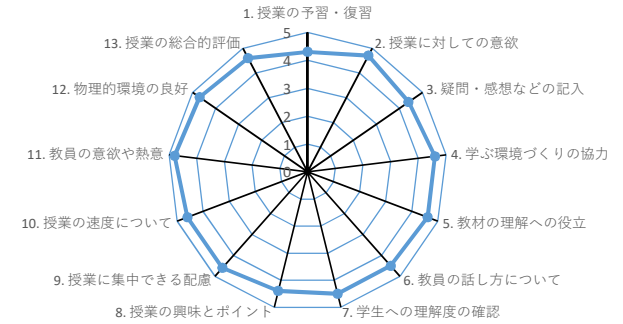 1. 授業の予習・復習
2. 授業に対しての意欲
3. 疑問・感想などの記入
4. 学ぶ環境づくりの協力
5. 教材の理解への役立
6. 教員の話し方について
7. 学生への理解度の確認
8. 授業の興味とポイント
9. 授業に集中できる配慮
10. 授業の速度について
11. 教員の意欲や熱意
12. 物理的環境の良好
13. 授業の総合的評価
5
4
3
2
1
0